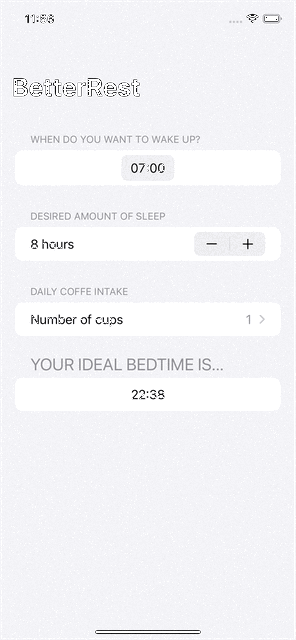 11:56
BetterRest
WHEN DO YOU WANT TO WAKE UP?
07:00
DESIRED AMOUNT OF SLEEP
8 hours
DAILY COFFE INTAKE
Number of cups 1
YOUR IDEAL BEDTIME IS...
22:38